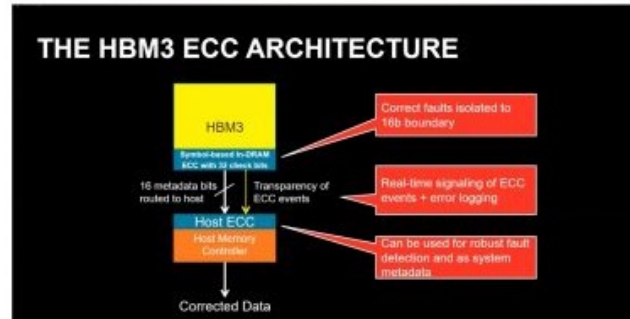 THE HBM3 ECC ARCHITECTURE
HBM3
Symbol-based In-DRAM
ECC with 32 check bits
16 metadata bits
routed to host
Transparency of
ECC events
Host ECC
Host Memory
Controller
Corrected Data
Correct faults isolated to
16b boundary
Real-time signaling of ECC
events + error logging
Can be used for robust fault
detection and as system
metadata